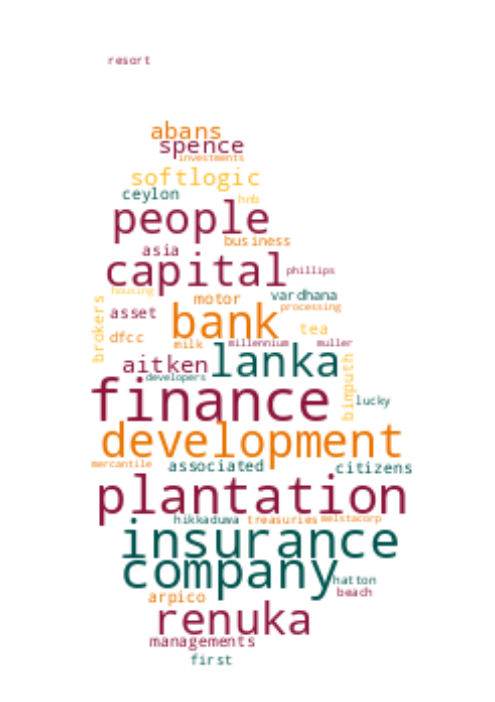 resort
abans
spence
investments
softlogic
ceylon
hnb
people
business
asia
capital
phillips
housing
vardhana
motor
brokers
asset
bank
processing
tea
dfcc
milk
millennium
muller
lanka
aitken
developers
bimputh
finance
lucky
development
mercantile
associated
citizens
plantation
hikkaduwa
treasuries
melstacorp
insurance
company
hatton
beach
arpico
renuka
managements
first